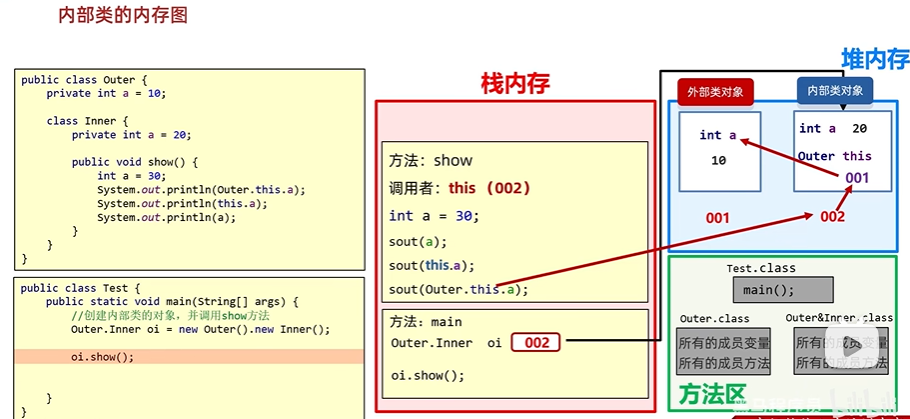 内部类的内存图
public class Outer {
private int a = 10;
class Inner {
private int a = 20;
public void show() {
int a = 30;
System.out.println(Outer.this.a);
System.out.println(this.a);
System.out.println(a);
}
}
}
public class Test {
public static void main(String[] args) {
//创建内部类的对象，并调用show方法
Outer.Inner oi = new Outer().new Inner();
oi.show();
}
}
栈内存
方法：show
调用者：this（002）
int a = 30;
sout(a);
sout(this.a);
sout(Outer.this.a);
方法：main
Outer.Inner oi 002
oi.show();
堆内存
外部类对象
int a
10
001
内部类对象
int a 20
Outer this
001
002
Test.class
main();
Outer.class
所有的成员变量
所有的成员方法
Outer&Inner.class
所有的成员变量
所有的成员方法
方法区